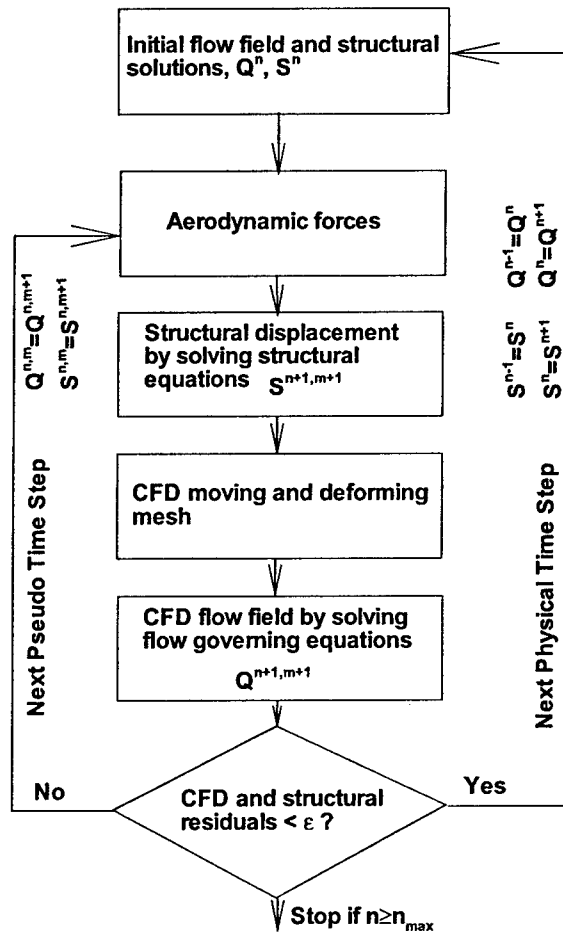 Initial flow field and structural
solutions, Qⁿ, Sⁿ
Aerodynamic forces
Structural displacement
by solving structural
equations Sⁿ⁺¹,ᵐ⁺¹
CFD moving and deforming
mesh
CFD flow field by solving
flow governing equations
Qⁿ⁺¹,ᵐ⁺¹
CFD and structural
residuals < ε ?
No
Yes
Stop if n≥nₘₐₓ
Next Pseudo Time Step
Qⁿ,ᵐ=Qⁿ,ᵐ⁺¹
Sⁿ,ᵐ=Sⁿ,ᵐ⁺¹
Next Physical Time Step
Sⁿ⁻¹=Sⁿ
Sⁿ=Sⁿ⁺¹
Qⁿ⁻¹=Qⁿ
Qⁿ=Qⁿ⁺¹